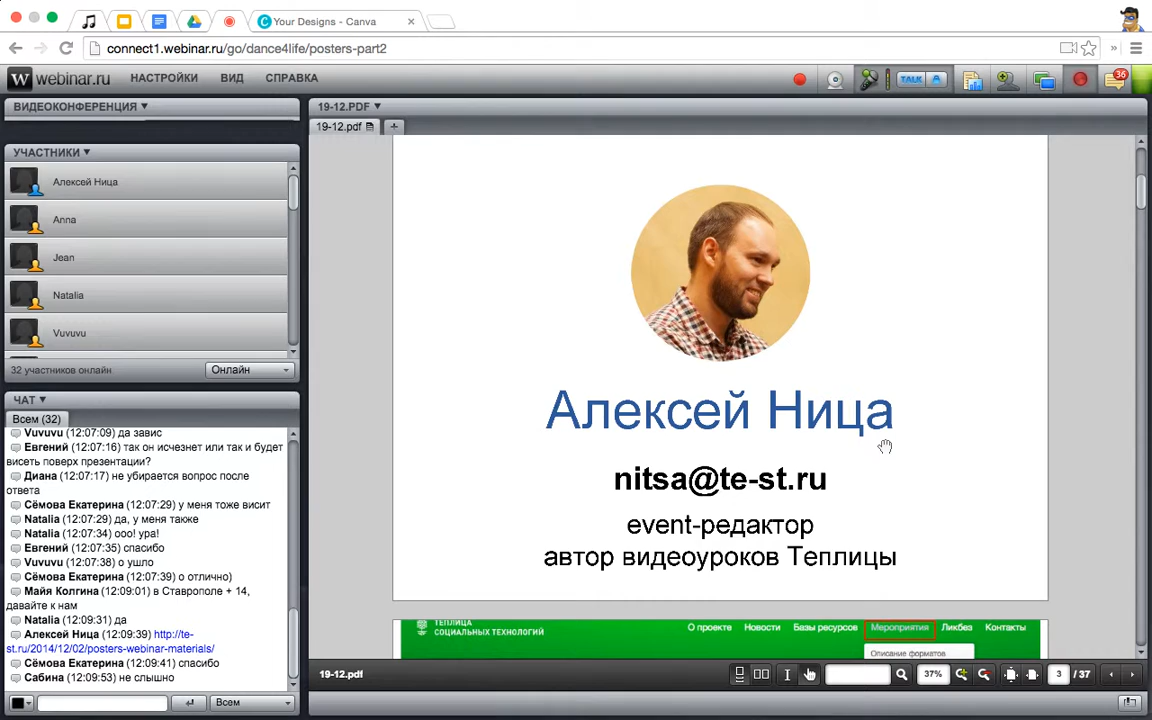 Your Designs - Canva
connect1.webinar.ru/go/dance4life/posters-part2
W webinar.ru НАСТРОЙКИ ВИД СПРАВКА
TALK A 36
ВИДЕОКОНФЕРЕНЦИЯ
УЧАСТНИКИ
Алексей Ница
Anna
Jean
Natalia
Vuvuvu
32 участников онлайн Онлайн
ЧАТ
Всем (32)
Vuvuvu (12:07:09) да завис
Евгений (12:07:16) так он исчезнет или так и будет
висеть поверх презентации?
Диана (12:07:17) не убирается вопрос после
ответа
Сёмова Екатерина (12:07:29) у меня тоже висит
Natalia (12:07:29) да, у меня также
Natalia (12:07:34) ооо! ура!
Евгений (12:07:35) спасибо
Vuvuvu (12:07:38) о ушло
Сёмова Екатерина (12:07:39) о отлично)
Майя Колгина (12:09:01) в Ставрополе + 14,
давайте к нам
Natalia (12:09:31) да
Алексей Ница (12:09:39) http://te-
st.ru/2014/12/02/posters-webinar-materials/
Сёмова Екатерина (12:09:41) спасибо
Сабина (12:09:53) не слышно
Всем
19-12.PDF
19-12.pdf
Алексей Ница
nitsa@te-st.ru
event-редактор
автор видеоуроков Теплицы
ТЕПЛИЦА
СОЦИАЛЬНЫХ ТЕХНОЛОГИЙ
О проекте Новости Базы ресурсов Мероприятия Ликбез Контакты
Описание форматов
19-12.pdf 37% 3 / 37